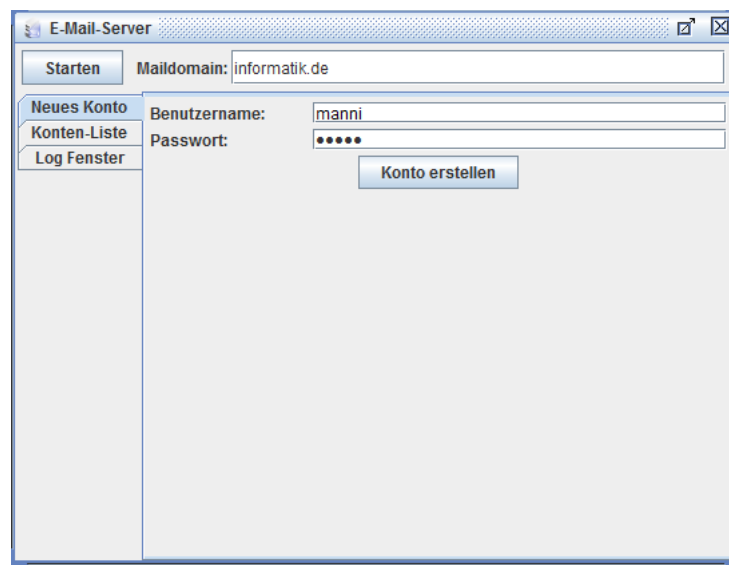 E-Mail-Server
Starten Maildomain: informatik.de
Neues Konto
Konten-Liste
Log Fenster
Benutzername: manni
Passwort: •••••
Konto erstellen